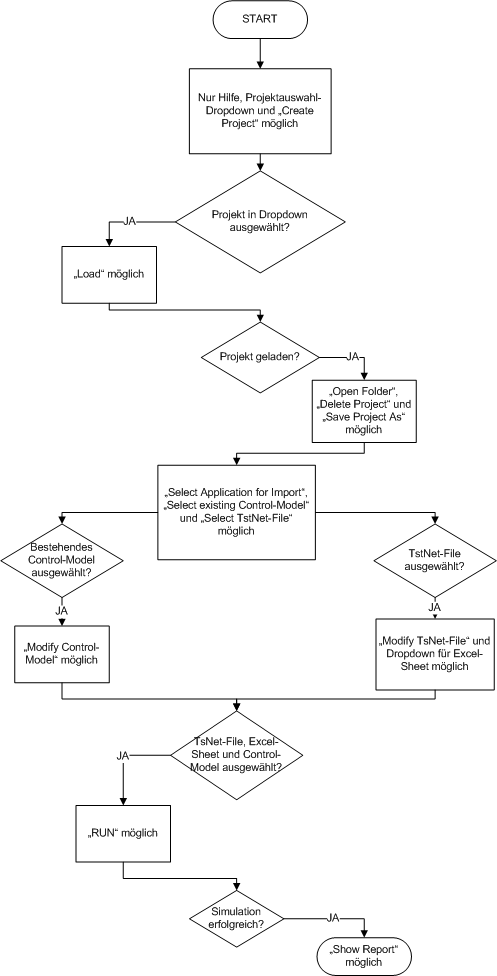 START
Nur Hilfe, Projektauswahl-
Dropdown und „Create
Project“ möglich
Projekt in Dropdown
ausgewählt?
JA
„Load“ möglich
Projekt geladen?
JA
„Open Folder“,
„Delete Project“ und
„Save Project As“
möglich
„Select Application for Import“,
„Select existing Control-Model“
und „Select TstNet-File“
möglich
Bestehendes
Control-Model
ausgewählt?
TstNet-File
ausgewählt?
JA
JA
„Modify Control-
Model“ möglich
„Modify TsNet-File“ und
Dropdown für Excel-
Sheet möglich
TsNet-File, Excel-
Sheet und Control-
Model ausgewählt?
JA
„RUN“ möglich
Simulation
erfolgreich?
JA
„Show Report“
möglich